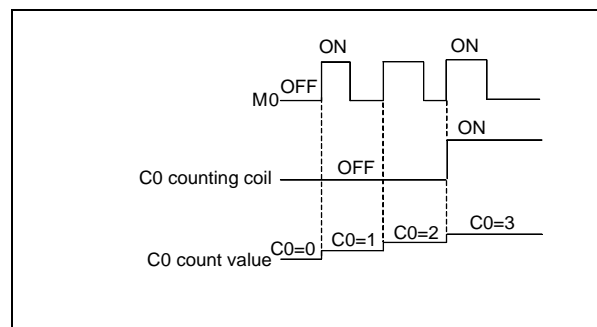 ON ON
OFF
M0
ON
C0 counting coil OFF
C0=0 C0=1 C0=2 C0=3
C0 count value